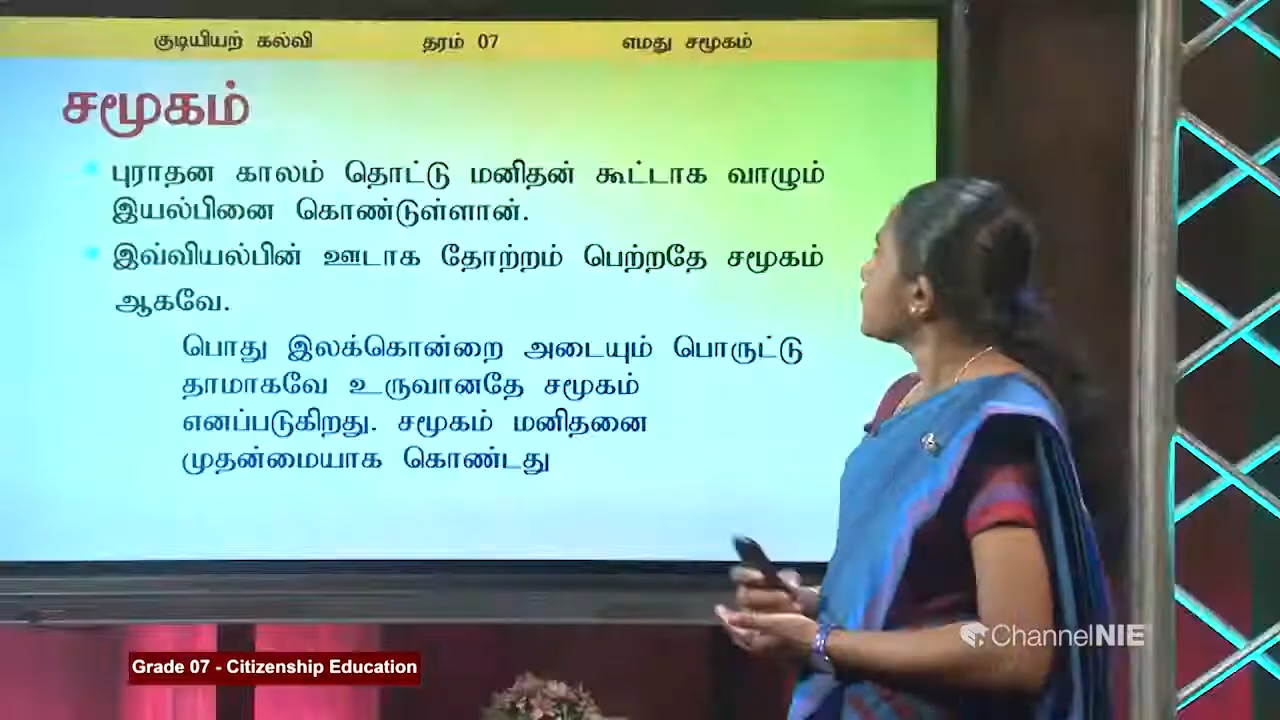 குடியியற் கல்வி தரம் 07 எமது சமூகம்
சமூகம்
புராதன காலம் தொட்டு மனிதன் கூட்டாக வாழும்
இயல்பினை கொண்டுள்ளான்.
இவ்வியல்பின் ஊடாக தோற்றம் பெற்றதே சமூகம்
ஆகவே.
பொது இலக்கொன்றை அடையும் பொருட்டு
தாமாகவே உருவானதே சமூகம்
எனப்படுகிறது. சமூகம் மனிதனை
முதன்மையாக கொண்டது
ChannelNIE
Grade 07 - Citizenship Education